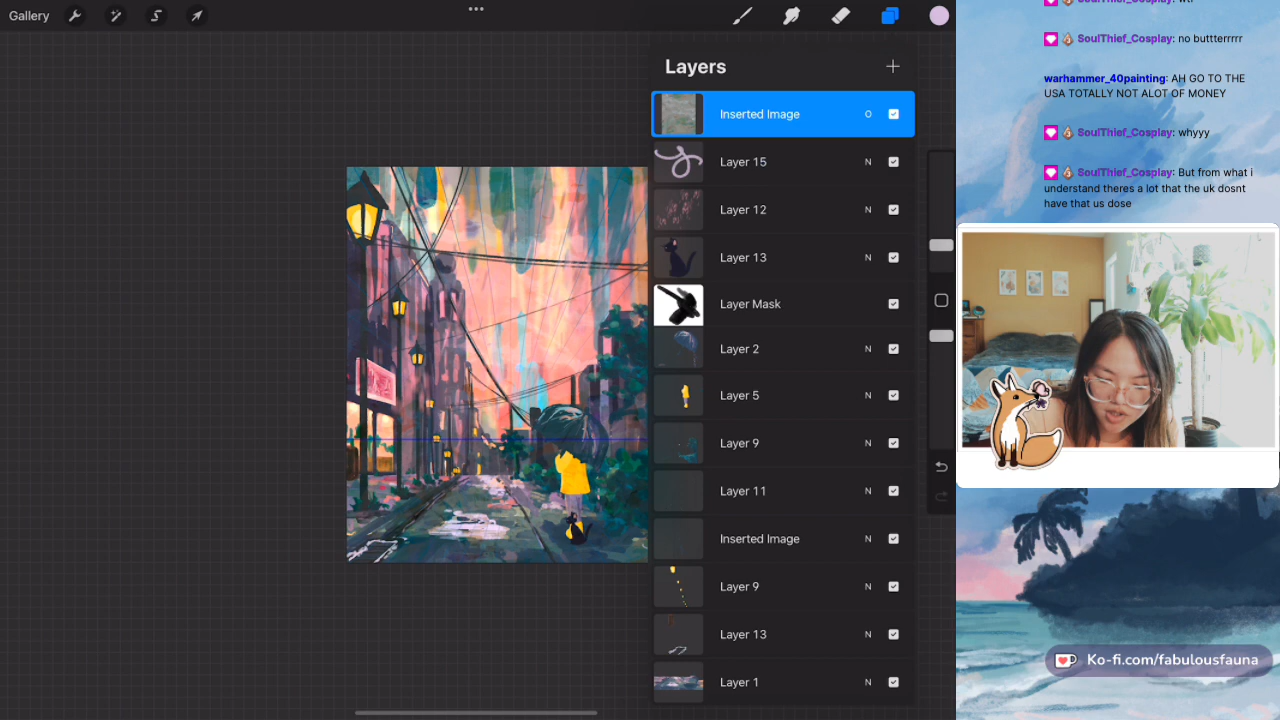 Gallery
Layers
Inserted Image O
Layer 15 N
Layer 12 N
Layer 13 N
Layer Mask
Layer 2 N
Layer 5 N
Layer 9 N
Layer 11 N
Inserted Image N
Layer 9 N
Layer 13 N
Layer 1 N
SoulThief_Cosplay: wtf
SoulThief_Cosplay: no buttterrrrr
warhammer_40painting: AH GO TO THE
USA TOTALLY NOT ALOT OF MONEY
SoulThief_Cosplay: whyyy
SoulThief_Cosplay: But from what i
understand theres a lot that the uk dosnt
have that us dose
Ko-fi.com/fabulousfauna